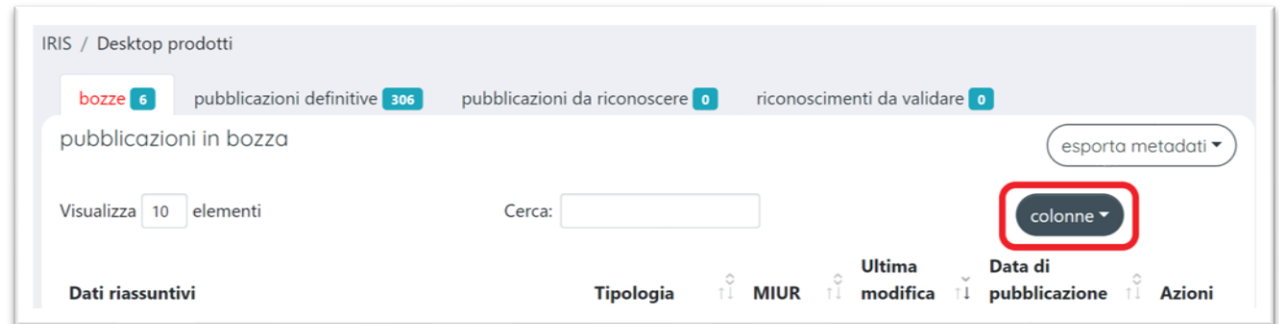 IRIS / Desktop prodotti
bozze 6 pubblicazioni definitive 306 pubblicazioni da riconoscere 0 riconoscimenti da validare 0
pubblicazioni in bozza
esporta metadati
Visualizza 10 elementi Cerca: colonne
Dati riassuntivi Tipologia MIUR Ultima modifica Data di pubblicazione Azioni